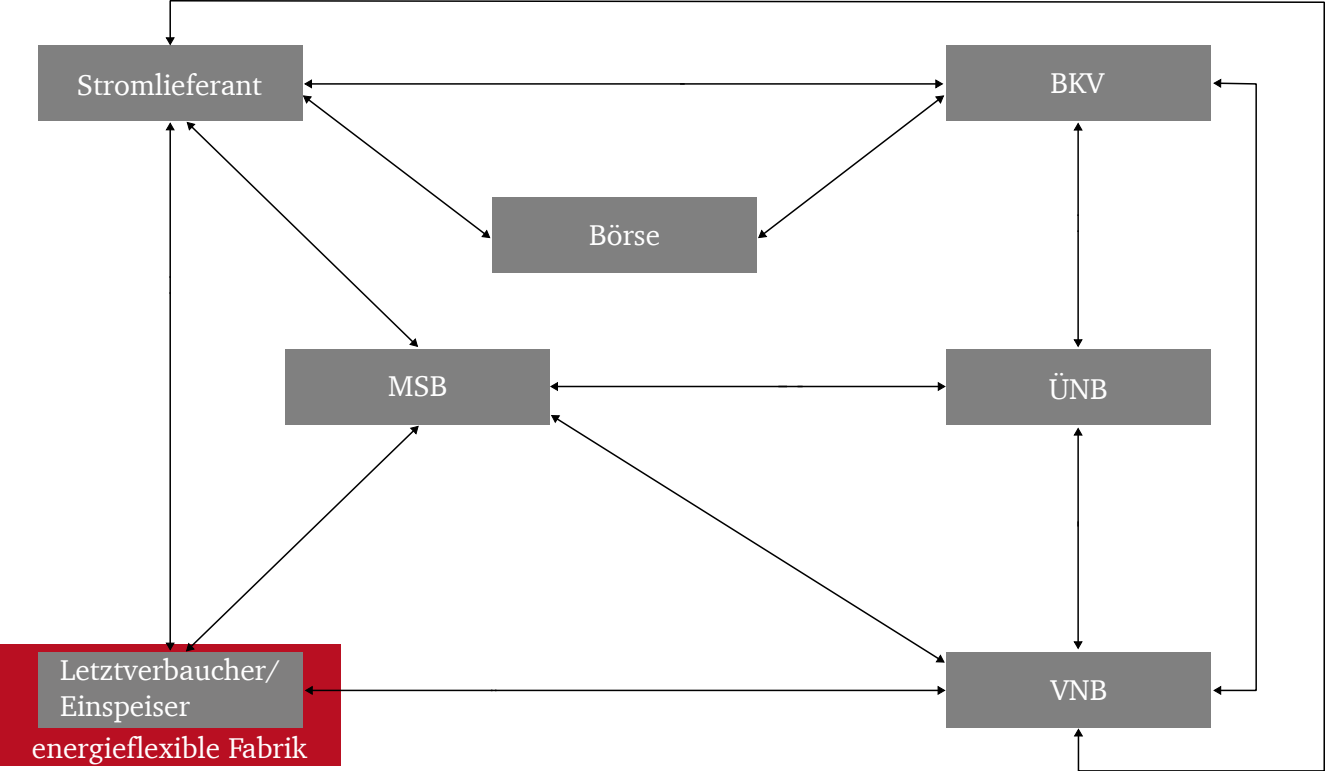 Stromlieferant
BKV
Börse
MSB
ÜNB
Letztverbaucher/
Einspeiser
VNB
energieflexible Fabrik